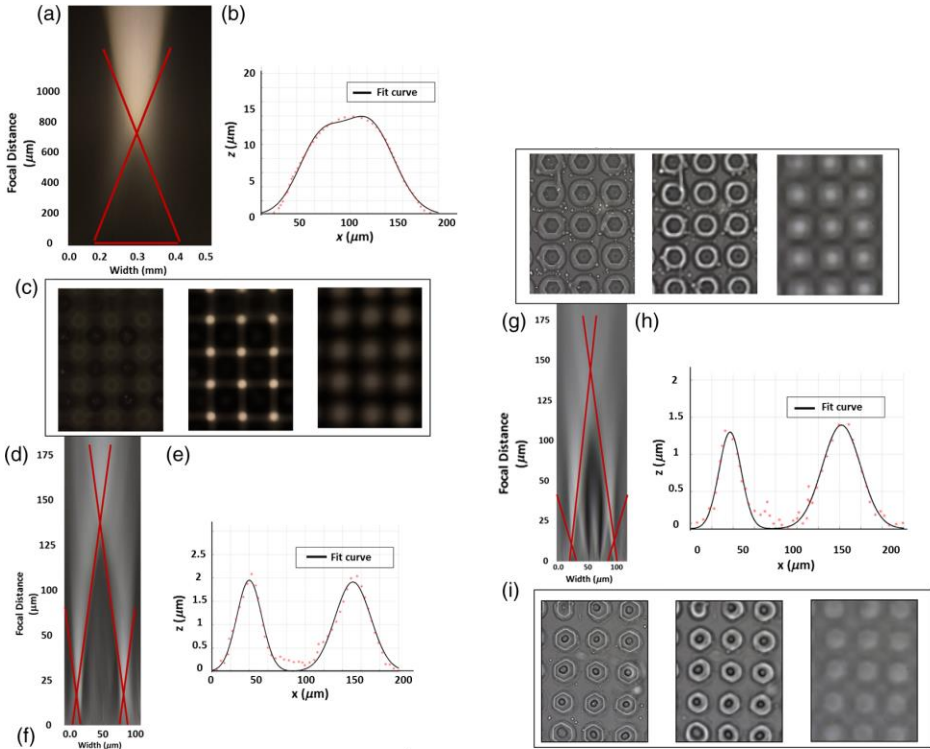 (a)
Focal Distance
(μm)
1000
800
600
400
200
0
0.0
0.2
0.3
0.4
0.5
Width (mm)
(b)
z (μm)
20
15
10
5
0
Fit curve
50
100
150
200
x (μm)
(c)
(d)
Focal Distance
(μm)
175
150
125
100
75
50
25
0
0
50
100
Width (μm)
(e)
z (μm)
2.5
2
1.5
1
0.5
0
Fit curve
0
50
100
150
200
x (μm)
(f)
(g)
Focal Distance
(μm)
175
150
125
100
75
50
25
0
0
50
100
Width (μm)
(h)
z (μm)
2
1.5
1
0.5
0
Fit curve
0
50
100
150
200
x (μm)
(i)